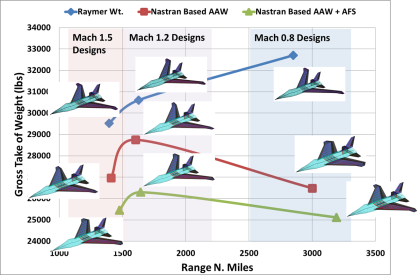 Raymer Wt. Nastran Based AAW Nastran Based AAW + AFS
34000
33000
32000
31000
30000
29000
28000
27000
26000
25000
24000
Gross Take of Weight (lbs)
Mach 1.5
Designs
Mach 1.2 Designs
Mach 0.8 Designs
1000 1500 2000 2500 3000 3500
Range N. Miles